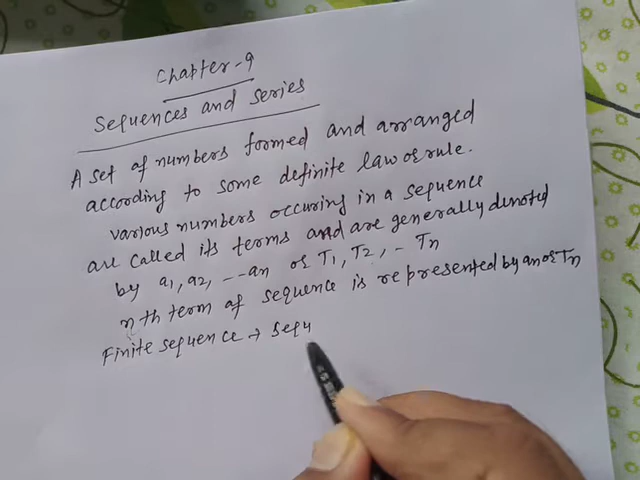 Chapter-9
Sequences and series
A set of numbers formed and arranged
according to some definite law or rule.
various numbers occuring in a sequence
are called its terms and are generally denoted
by a1, a2, -- an or T1, T2, - Tn
nth term of sequence is represented by an or Tn
Finite sequence → sequ